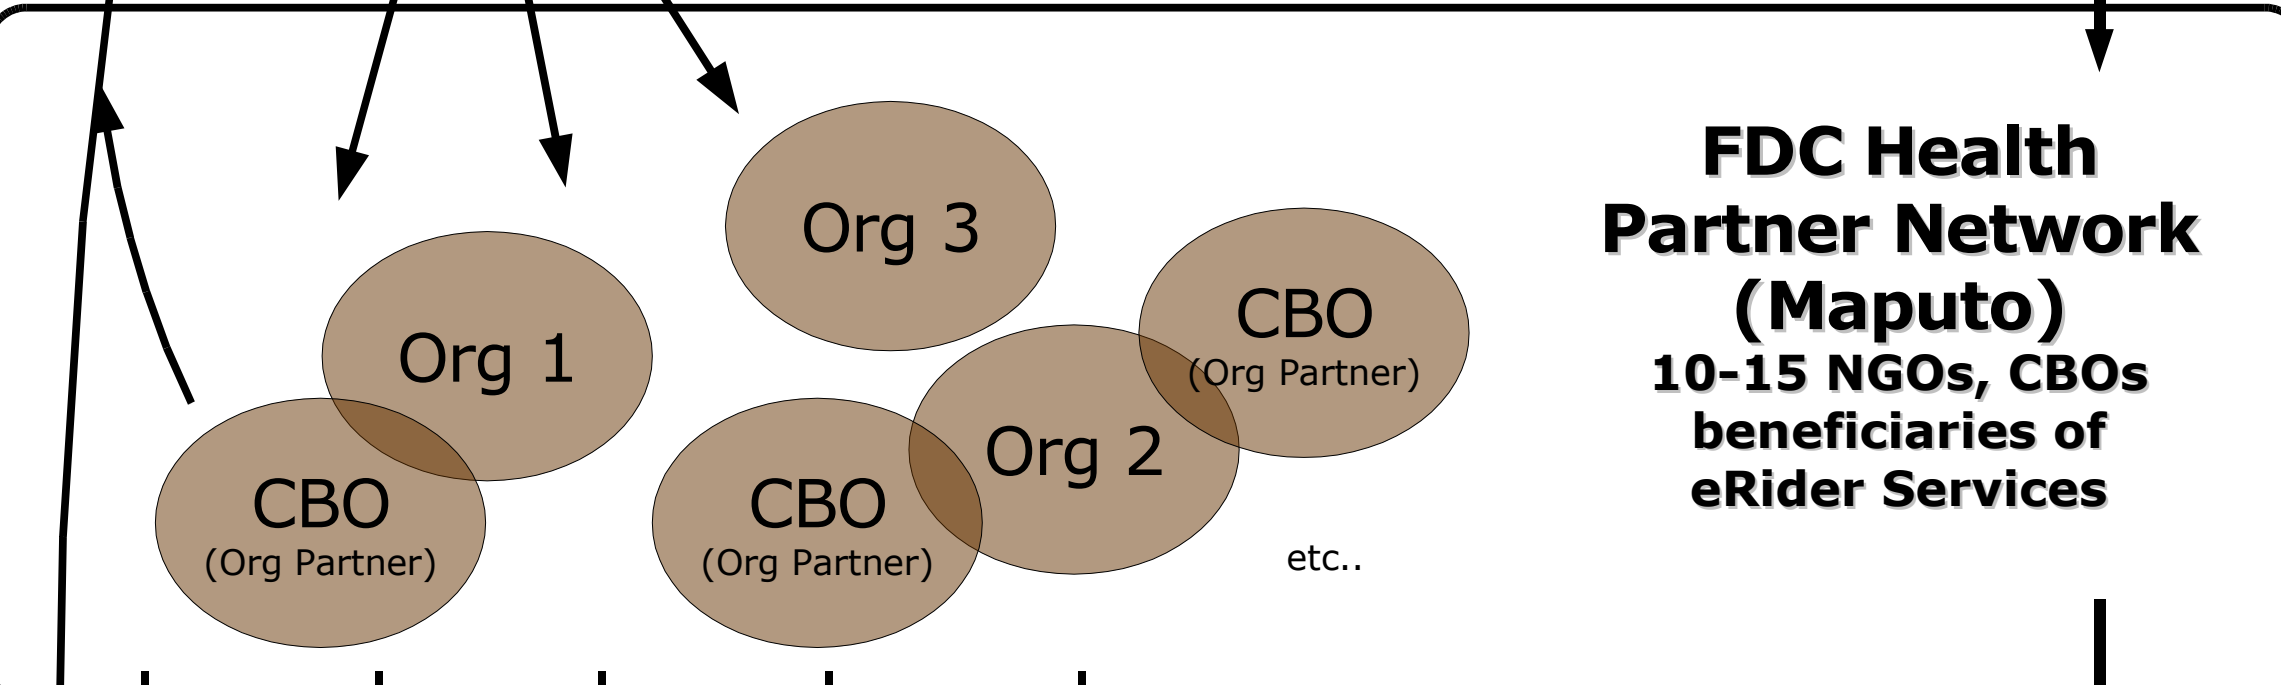 Org 3
Org 1
CBO
(Org Partner)
Org 2
CBO
(Org Partner)
CBO
(Org Partner)
etc..
FDC Health
Partner Network
(Maputo)
10-15 NGOs, CBOs
beneficiaries of
eRider Services